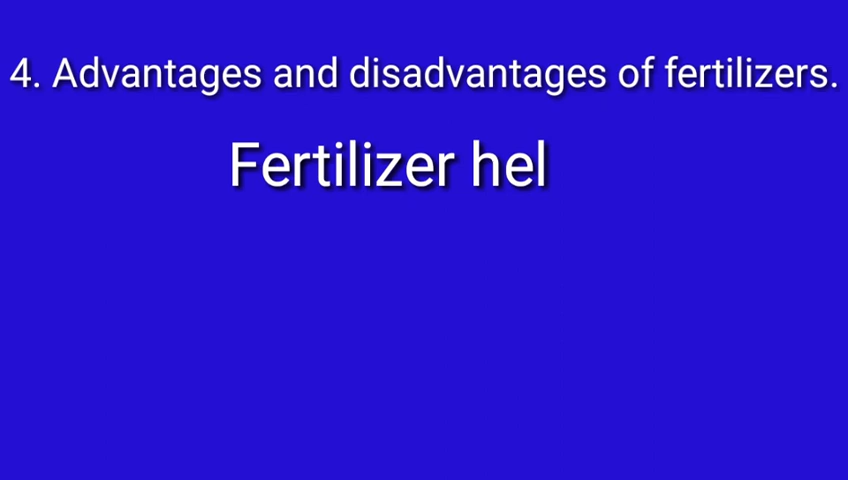 4. Advantages and disadvantages of fertilizers.
Fertilizer hel